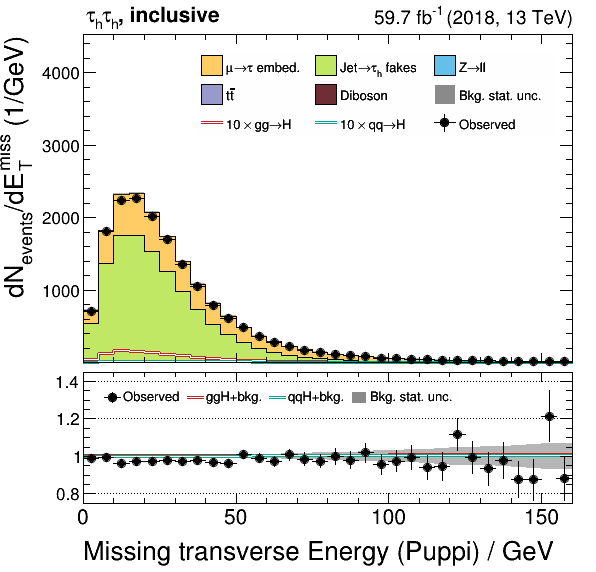 τhτh, inclusive
59.7 fb-1 (2018, 13 TeV)
dNevents/dETmiss (1/GeV)
4000
3000
2000
1000
μ→τ embed.
Jet→τh fakes
Z→ll
tt̄
Diboson
Bkg. stat. unc.
10 × gg→H
10 × qq→H
Observed
1.4
1.2
1
0.8
Observed
ggH+bkg.
qqH+bkg.
Bkg. stat. unc.
0
50
100
150
Missing transverse Energy (Puppi) / GeV